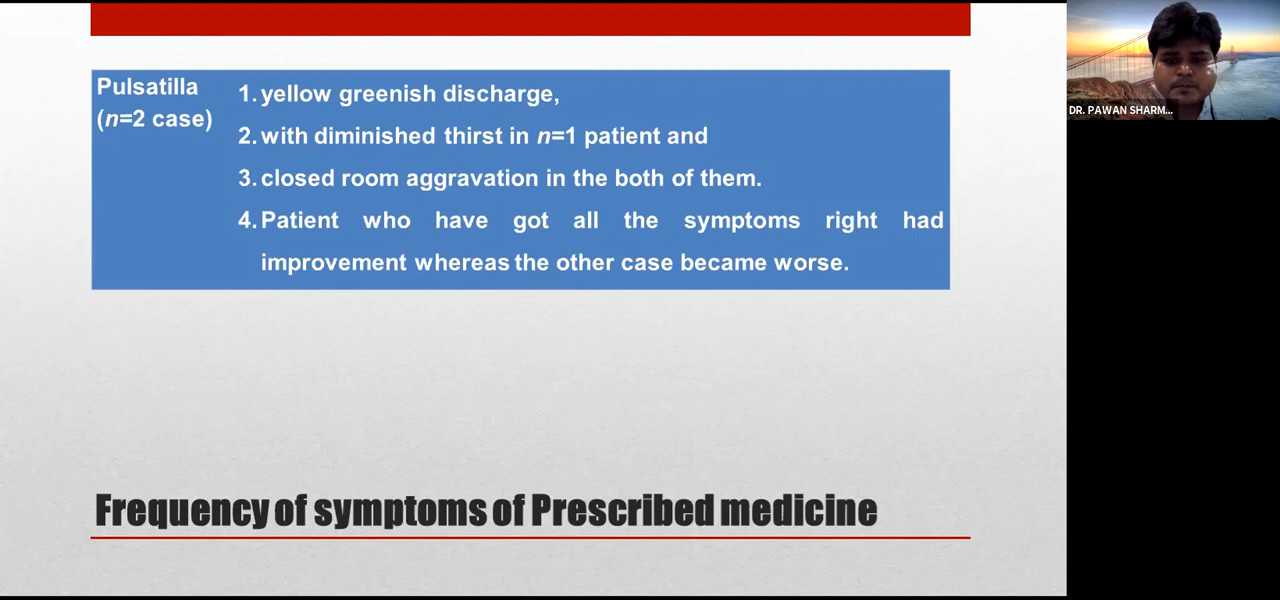 Pulsatilla
(n=2 case)
1. yellow greenish discharge,
2. with diminished thirst in n=1 patient and
3. closed room aggravation in the both of them.
4. Patient who have got all the symptoms right had
improvement whereas the other case became worse.
Frequency of symptoms of Prescribed medicine
DR. PAWAN SHARM...